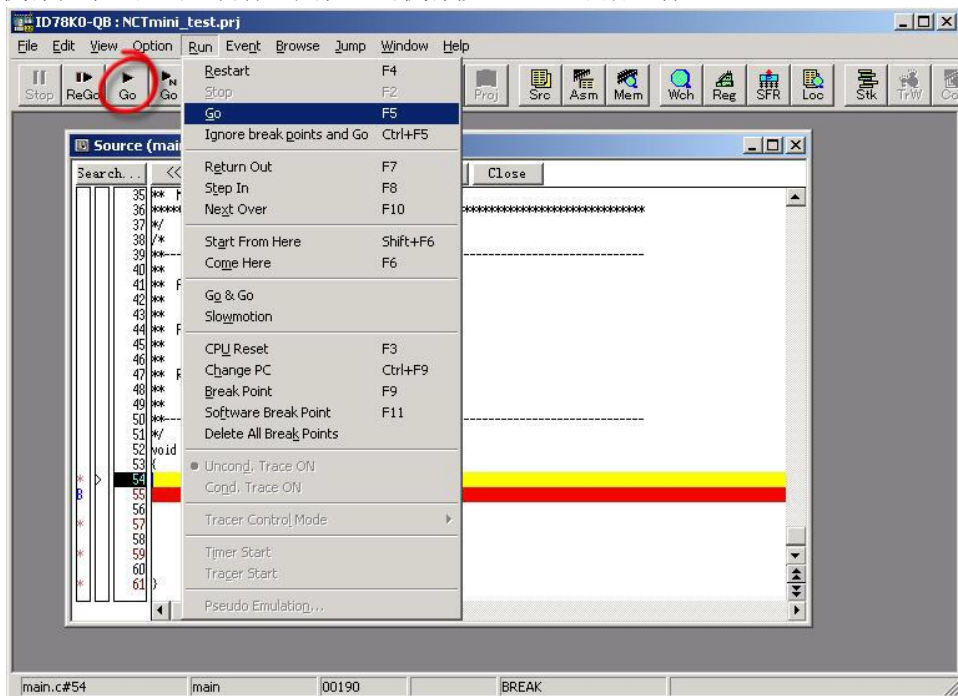 ID78K0-QB : NCTmini_test.prj
File Edit View Option Run Event Browse Jump Window Help
Stop ReGo Go Go Proj Src Asm Mem Wch Reg SFR Loc Stk TrW
Restart F4
Stop F2
Go F5
Ignore break points and Go Ctrl+F5
Return Out F7
Step In F8
Next Over F10
Start From Here Shift+F6
Come Here F6
Go & Go
Slowmotion
CPU Reset F3
Change PC Ctrl+F9
Break Point F9
Software Break Point F11
Delete All Break Points
Uncond. Trace ON
Cond. Trace ON
Tracer Control Mode
Timer Start
Tracer Start
Pseudo Emulation...
Source (mai
Search... << Close
35 **
36 *****
37 */
38 /*
39 **---
40 **
41 **
42 **
43 **
44 **
45 **
46 **
47 **
48 **
49 **
50 **---
51 */
52 void
53 {
* > 54
B 55
56
* 57
58
* 59
60
* 61 }
main.c#54 main 00190 BREAK